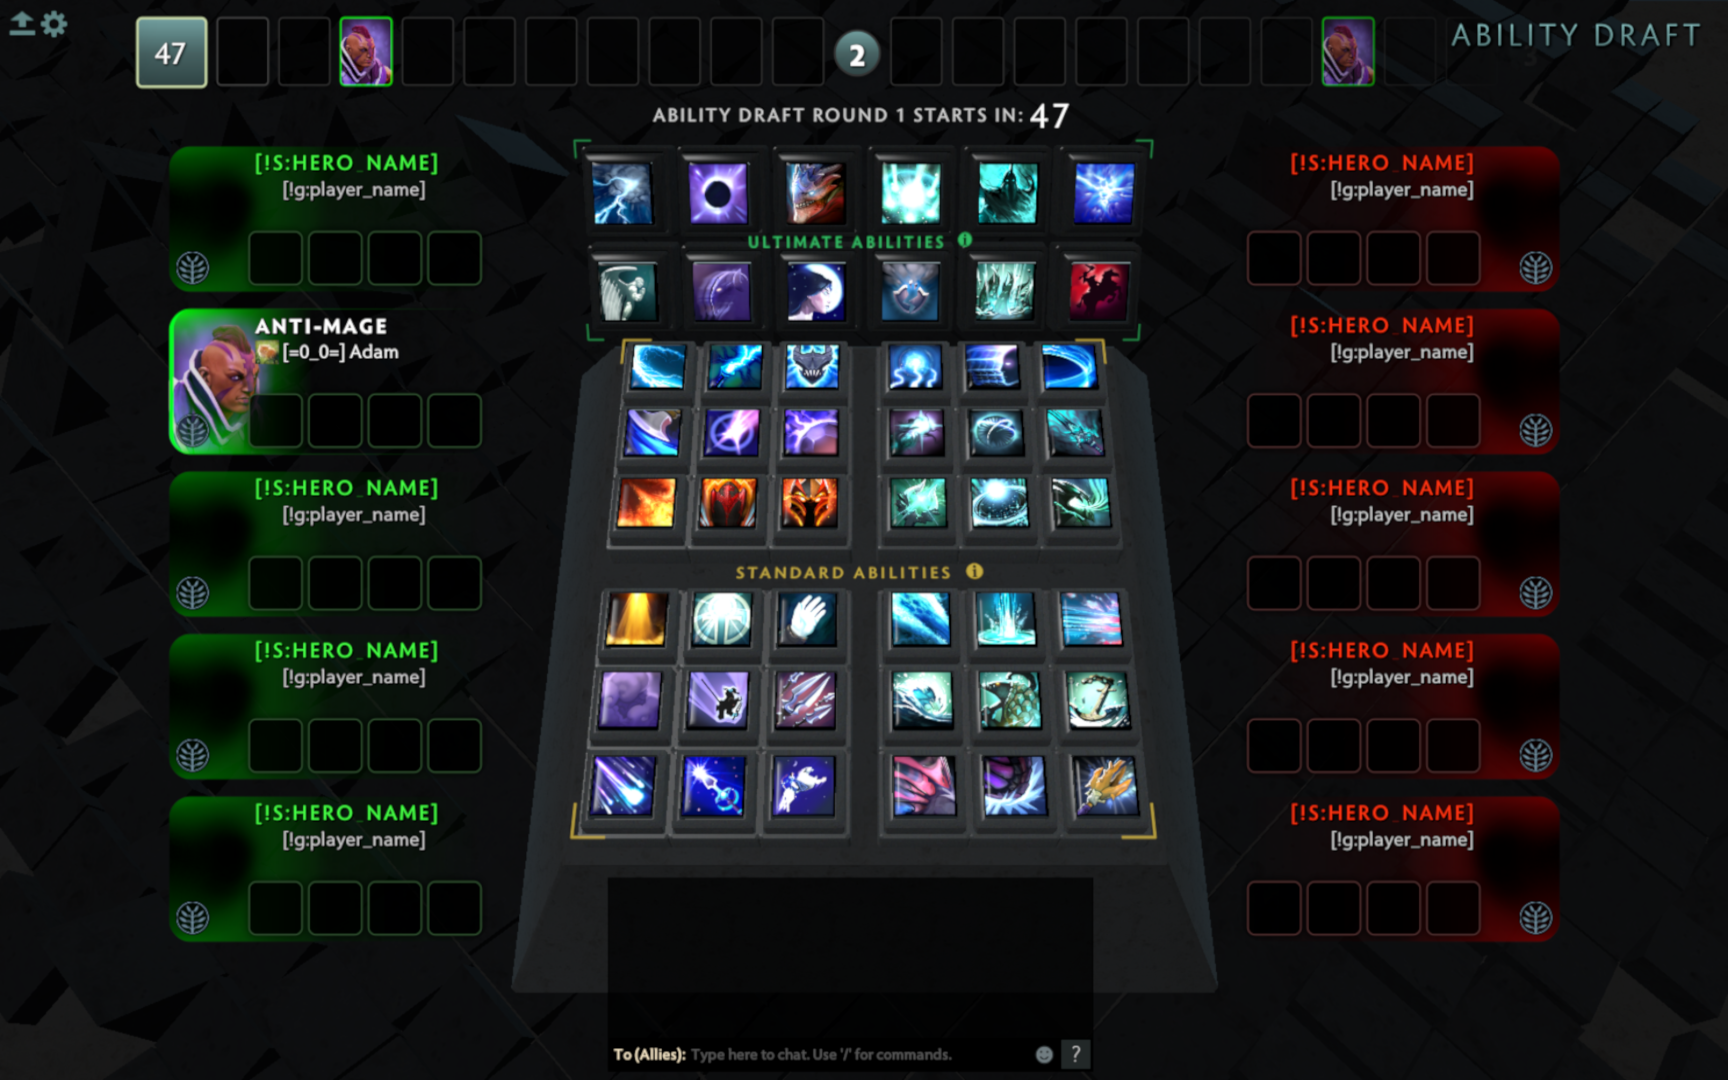 47
2
ABILITY DRAFT
ABILITY DRAFT ROUND 1 STARTS IN: 47
[!S:HERO_NAME]
[!g:player_name]
ANTI-MAGE
[=0_0=] Adam
[!S:HERO_NAME]
[!g:player_name]
[!S:HERO_NAME]
[!g:player_name]
[!S:HERO_NAME]
[!g:player_name]
ULTIMATE ABILITIES
STANDARD ABILITIES
[!S:HERO_NAME]
[!g:player_name]
[!S:HERO_NAME]
[!g:player_name]
[!S:HERO_NAME]
[!g:player_name]
[!S:HERO_NAME]
[!g:player_name]
[!S:HERO_NAME]
[!g:player_name]
To (Allies): Type here to chat. Use '/' for commands.
?